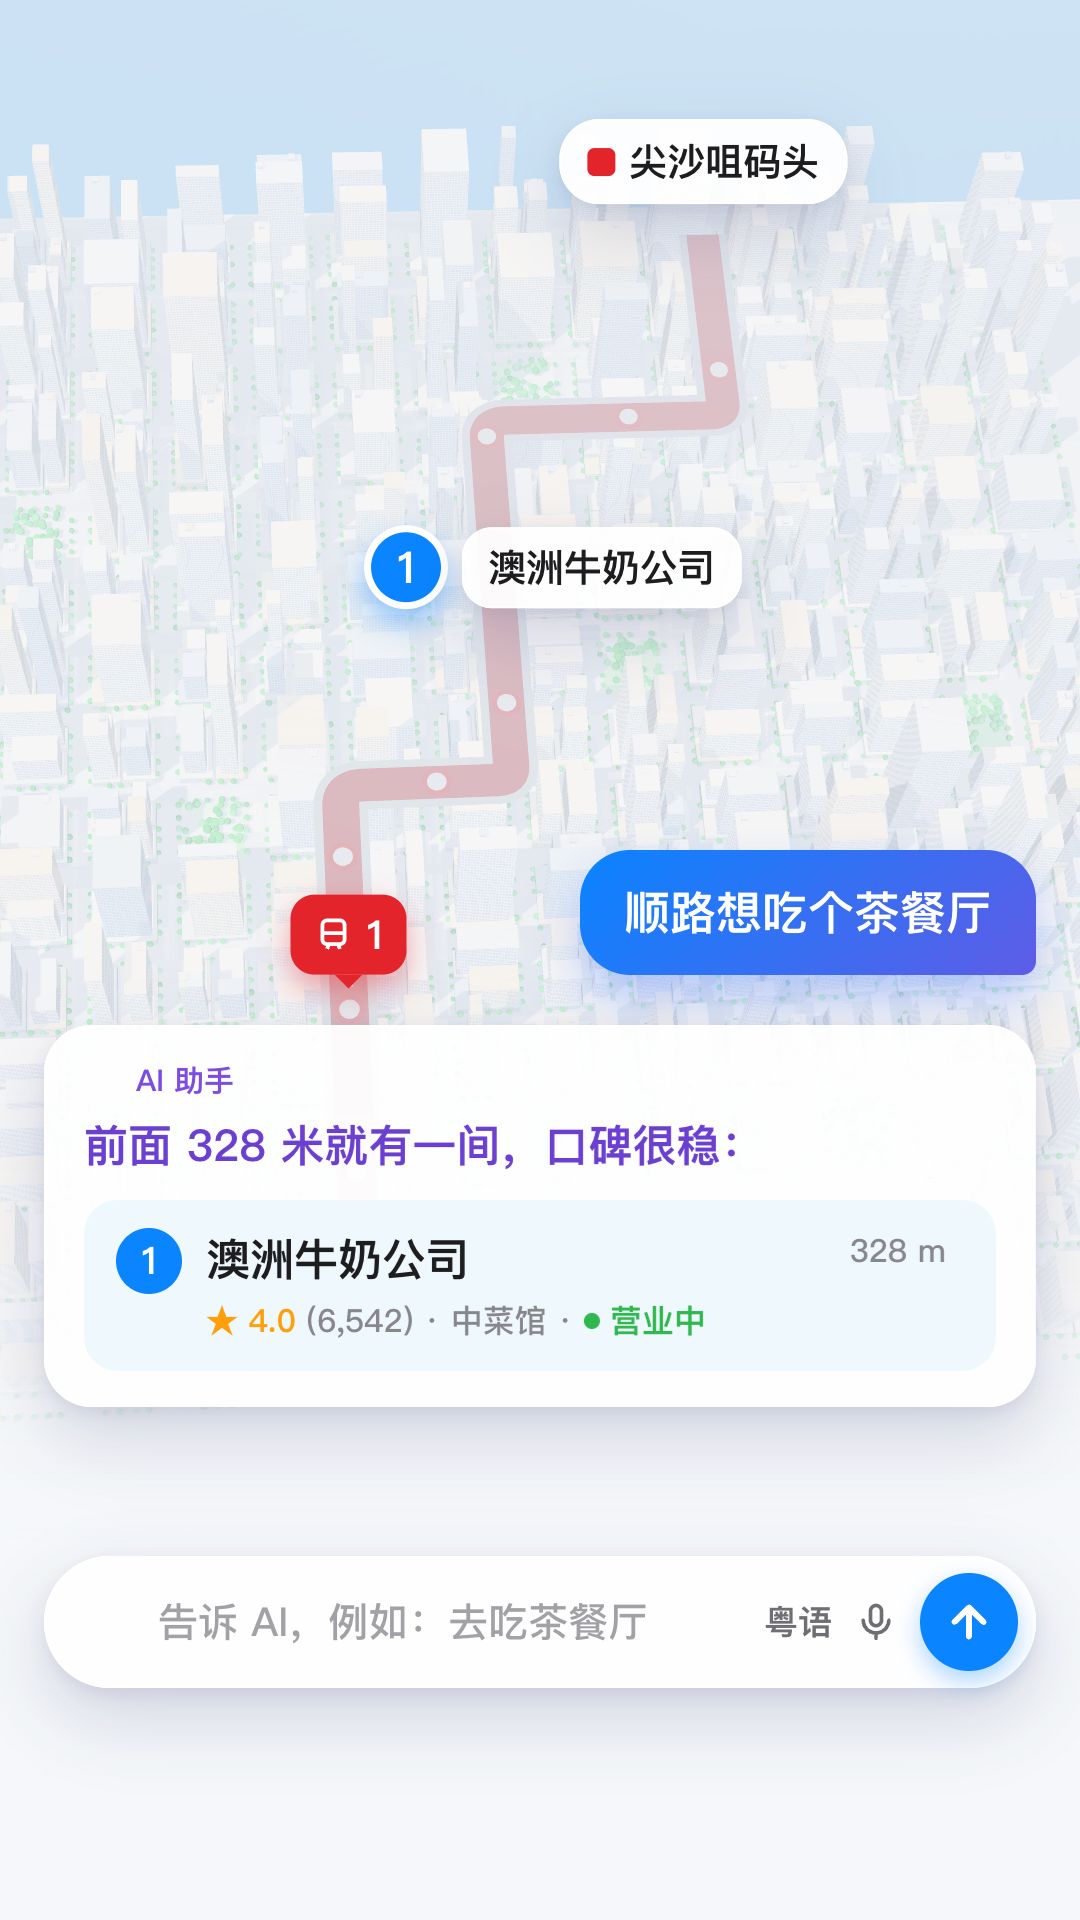 尖沙咀码头
1
澳洲牛奶公司
顺路想吃个茶餐厅
1
AI 助手
前面 328 米就有一间，口碑很稳：
1
澳洲牛奶公司
328 m
★ 4.0 (6,542) · 中菜馆 · 营业中
告诉 AI，例如：去吃茶餐厅
粤语